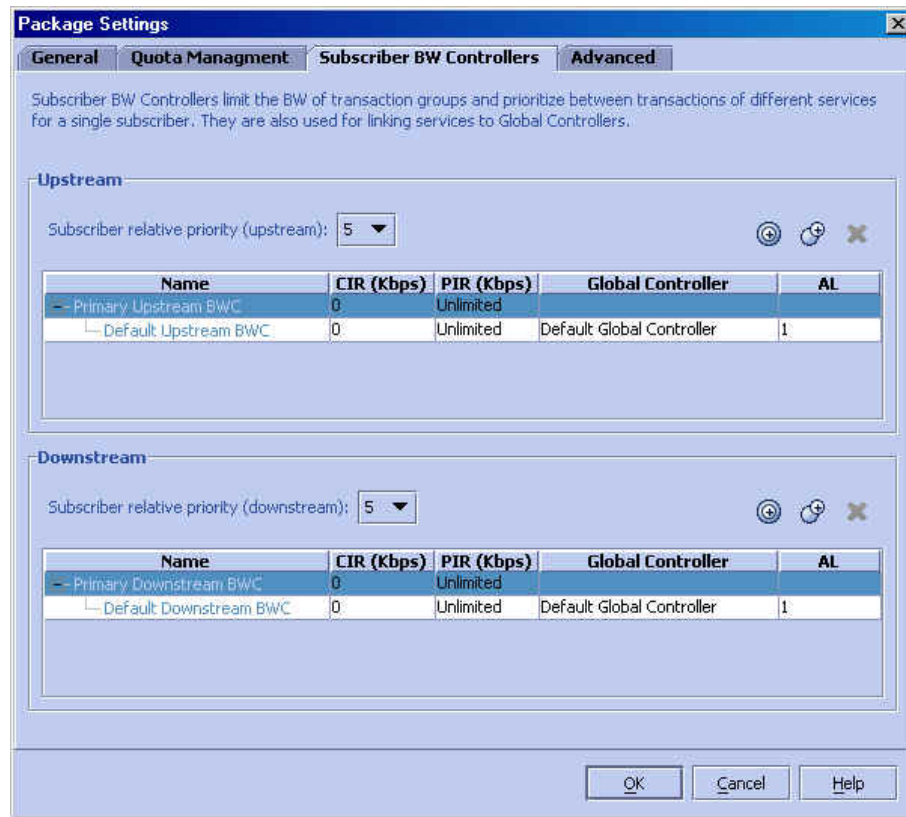 Package Settings
General Quota Managment Subscriber BW Controllers Advanced
Subscriber BW Controllers limit the BW of transaction groups and prioritize between transactions of different services
for a single subscriber. They are also used for linking services to Global Controllers.
Upstream
Subscriber relative priority (upstream): 5
Name CIR (Kbps) PIR (Kbps) Global Controller AL
Primary Upstream BWC 0 Unlimited
Default Upstream BWC 0 Unlimited Default Global Controller 1
Downstream
Subscriber relative priority (downstream): 5
Name CIR (Kbps) PIR (Kbps) Global Controller AL
Primary Downstream BWC 0 Unlimited
Default Downstream BWC 0 Unlimited Default Global Controller 1
OK Cancel Help